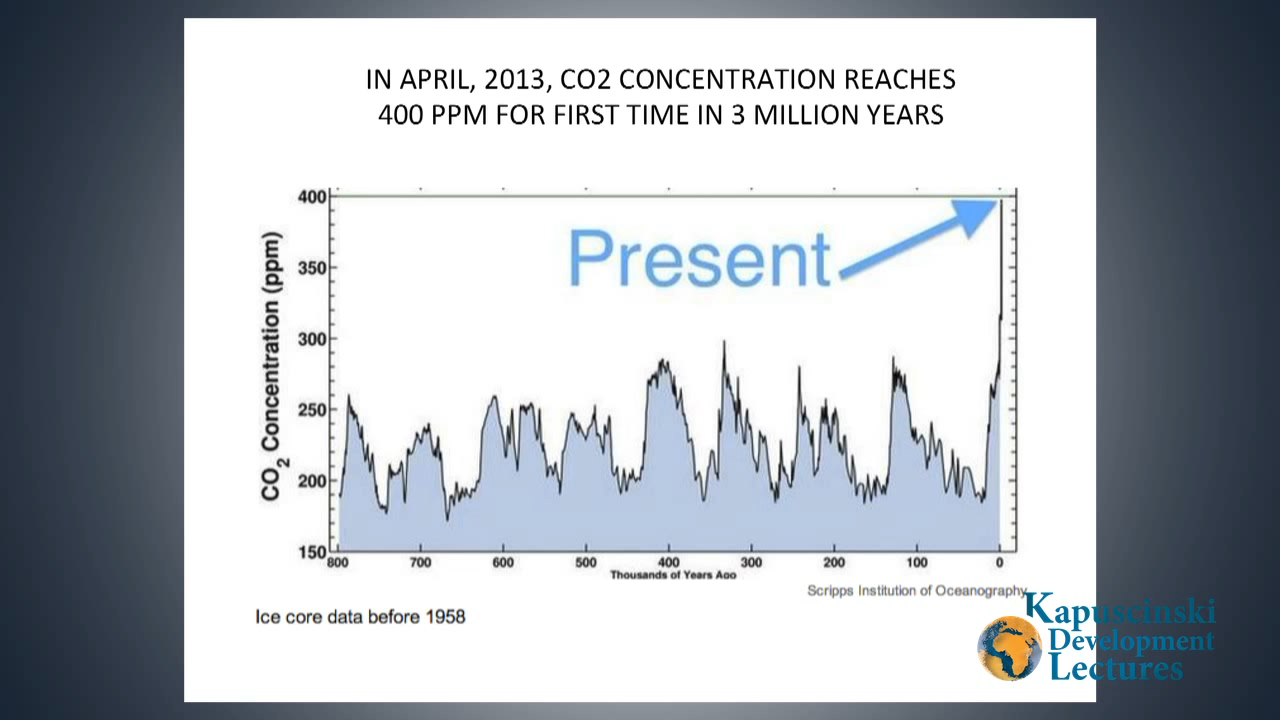 IN APRIL, 2013, CO2 CONCENTRATION REACHES
400 PPM FOR FIRST TIME IN 3 MILLION YEARS
400
350
300
250
200
150
CO2 Concentration (ppm)
Present
800 700 600 500 400 300 200 100 0
Thousands of Years Ago
Scripps Institution of Oceanography
Ice core data before 1958
Kapuscinski
Development
Lectures